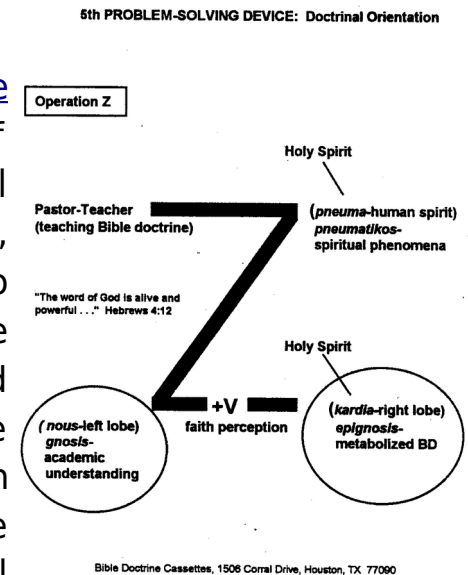 5th PROBLEM-SOLVING DEVICE: Doctrinal Orientation
Operation Z
Holy Spirit
Pastor-Teacher
(teaching Bible doctrine)
(pneuma-human spirit)
pneumatikos-
spiritual phenomena
"The word of God is alive and
powerful . . ." Hebrews 4:12
Holy Spirit
+V
faith perception
( nous-left lobe)
gnosis-
academic
understanding
(kardia-right lobe)
epignosis-
metabolized BD
Bible Doctrine Cassettes, 1506 Corral Drive, Houston, TX 77090